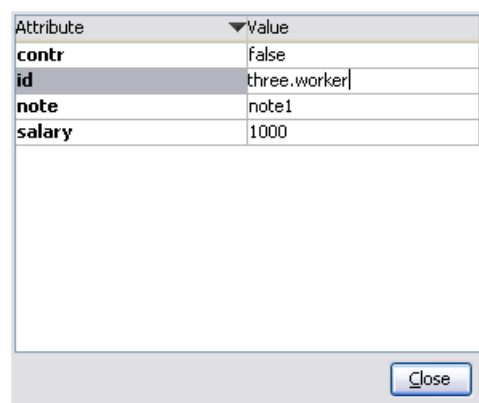 Attribute Value
contr false
id three.worker
note note1
salary 1000
Close